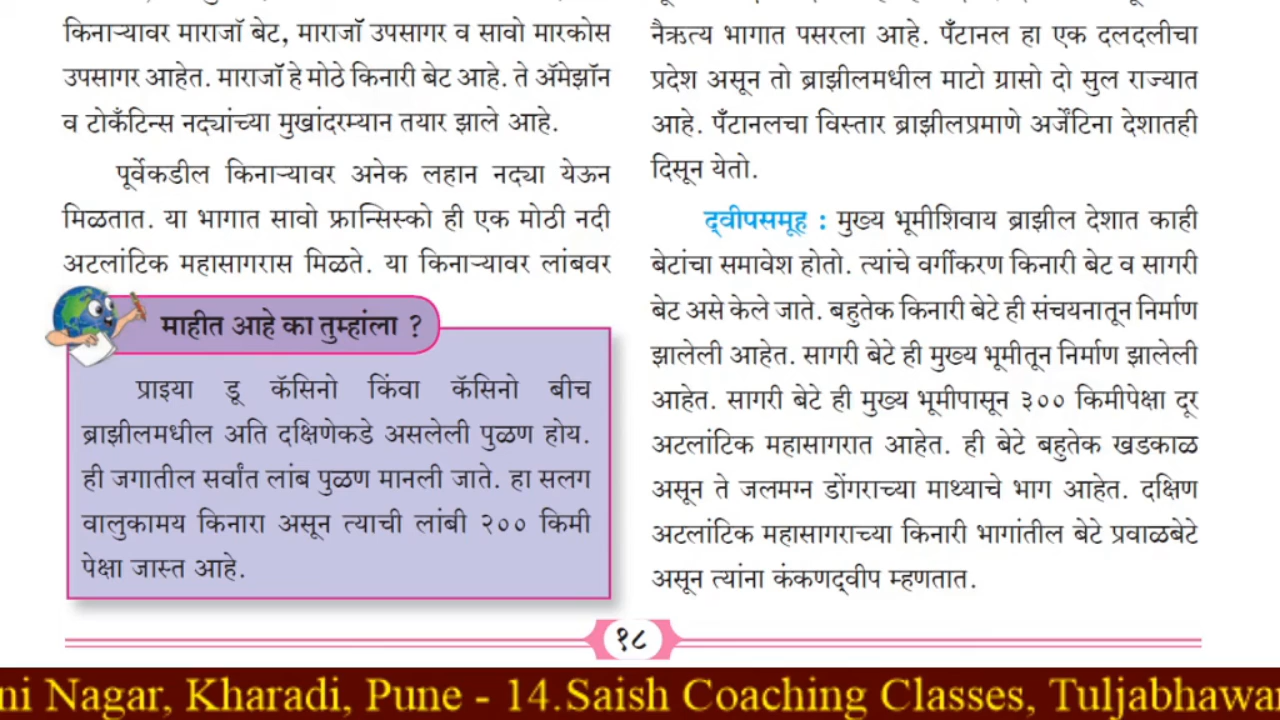 किनाऱ्यावर माराजॉ बेट, माराजॉ उपसागर व सावो मारकोस
उपसागर आहेत. माराजॉ हे मोठे किनारी बेट आहे. ते ॲमेझॉन
व टोकँटिन्स नद्यांच्या मुखांदरम्यान तयार झाले आहे.
पूर्वेकडील किनाऱ्यावर अनेक लहान नद्या येऊन
मिळतात. या भागात सावो फ्रान्सिस्को ही एक मोठी नदी
अटलांटिक महासागरास मिळते. या किनाऱ्यावर लांबवर
माहीत आहे का तुम्हांला ?
प्राइया डू कॅसिनो किंवा कॅसिनो बीच
ब्राझीलमधील अति दक्षिणेकडे असलेली पुळण होय.
ही जगातील सर्वांत लांब पुळण मानली जाते. हा सलग
वालुकामय किनारा असून त्याची लांबी २०० किमी
पेक्षा जास्त आहे.
नैऋत्य भागात पसरला आहे. पँटानल हा एक दलदलीचा
प्रदेश असून तो ब्राझीलमधील माटो ग्रासो दो सुल राज्यात
आहे. पँटानलचा विस्तार ब्राझीलप्रमाणे अर्जेंटिना देशातही
दिसून येतो.
द्‌वीपसमूह : मुख्य भूमीशिवाय ब्राझील देशात काही
बेटांचा समावेश होतो. त्यांचे वर्गीकरण किनारी बेट व सागरी
बेट असे केले जाते. बहुतेक किनारी बेटे ही संचयनातून निर्माण
झालेली आहेत. सागरी बेटे ही मुख्य भूमीतून निर्माण झालेली
आहेत. सागरी बेटे ही मुख्य भूमीपासून ३०० किमीपेक्षा दूर
अटलांटिक महासागरात आहेत. ही बेटे बहुतेक खडकाळ
असून ते जलमग्न डोंगराच्या माथ्याचे भाग आहेत. दक्षिण
अटलांटिक महासागराच्या किनारी भागांतील बेटे प्रवाळबेटे
असून त्यांना कंकणद्‌वीप म्हणतात.
१८
ni Nagar, Kharadi, Pune - 14.Saish Coaching Classes, Tuljabhawa